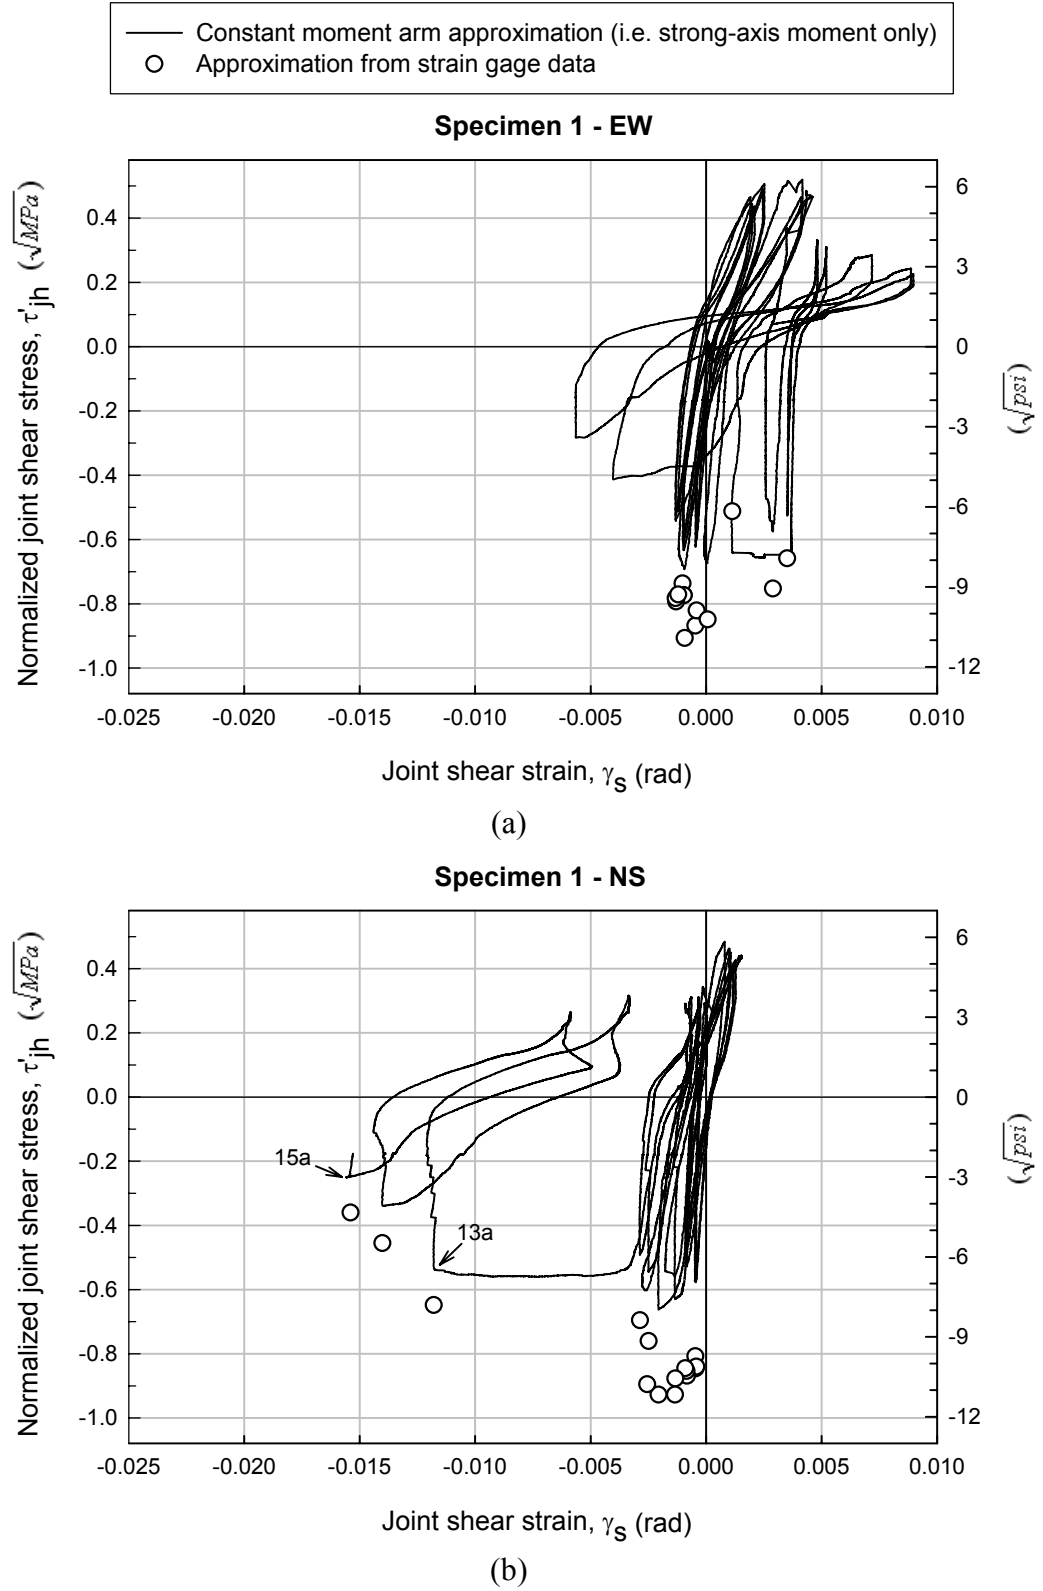 Constant moment arm approximation (i.e. strong-axis moment only)
Approximation from strain gage data
Specimen 1 - EW
Normalized joint shear stress, τ'jh (√MPa)
0.4
0.2
0.0
-0.2
-0.4
-0.6
-0.8
-1.0
6
3
0
-3
-6
-9
-12
(√psi)
-0.025 -0.020 -0.015 -0.010 -0.005 0.000 0.005 0.010
Joint shear strain, γs (rad)
(a)
Specimen 1 - NS
Normalized joint shear stress, τ'jh (√MPa)
0.4
0.2
0.0
-0.2
-0.4
-0.6
-0.8
-1.0
15a
13a
6
3
0
-3
-6
-9
-12
(√psi)
-0.025 -0.020 -0.015 -0.010 -0.005 0.000 0.005 0.010
Joint shear strain, γs (rad)
(b)